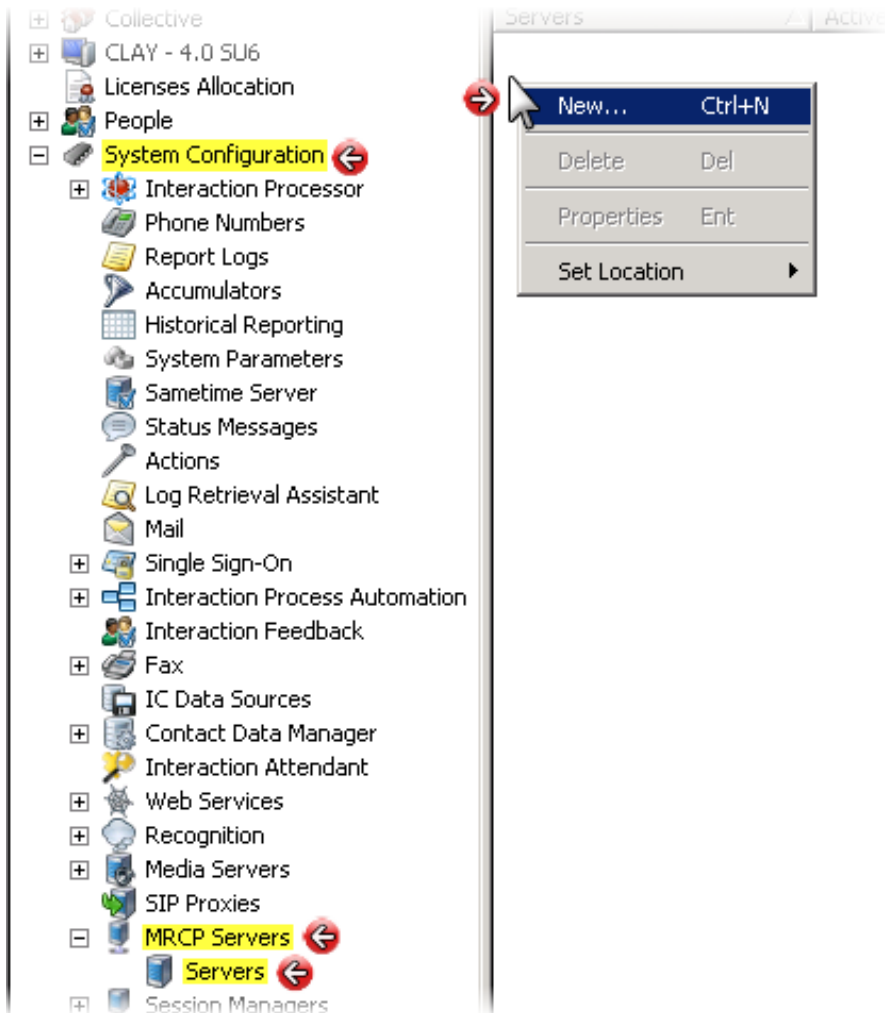 Collective
CLAY - 4.0 SU6
Licenses Allocation
People
System Configuration
Interaction Processor
Phone Numbers
Report Logs
Accumulators
Historical Reporting
System Parameters
Sametime Server
Status Messages
Actions
Log Retrieval Assistant
Mail
Single Sign-On
Interaction Process Automation
Interaction Feedback
Fax
IC Data Sources
Contact Data Manager
Interaction Attendant
Web Services
Recognition
Media Servers
SIP Proxies
MRCP Servers
Servers
Session Managers
Servers Active
New... Ctrl+N
Delete Del
Properties Ent
Set Location